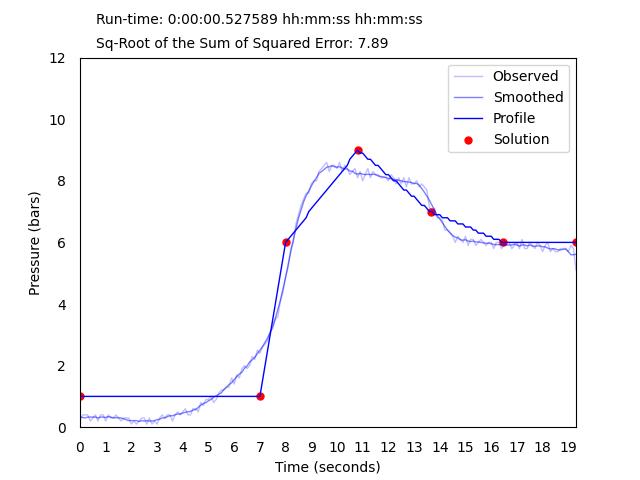 Run-time: 0:00:00.527589 hh:mm:ss hh:mm:ss
Sq-Root of the Sum of Squared Error: 7.89
12
10
8
6
4
2
0
Pressure (bars)
Observed
Smoothed
Profile
Solution
0 1 2 3 4 5 6 7 8 9 10 11 12 13 14 15 16 17 18 19
Time (seconds)